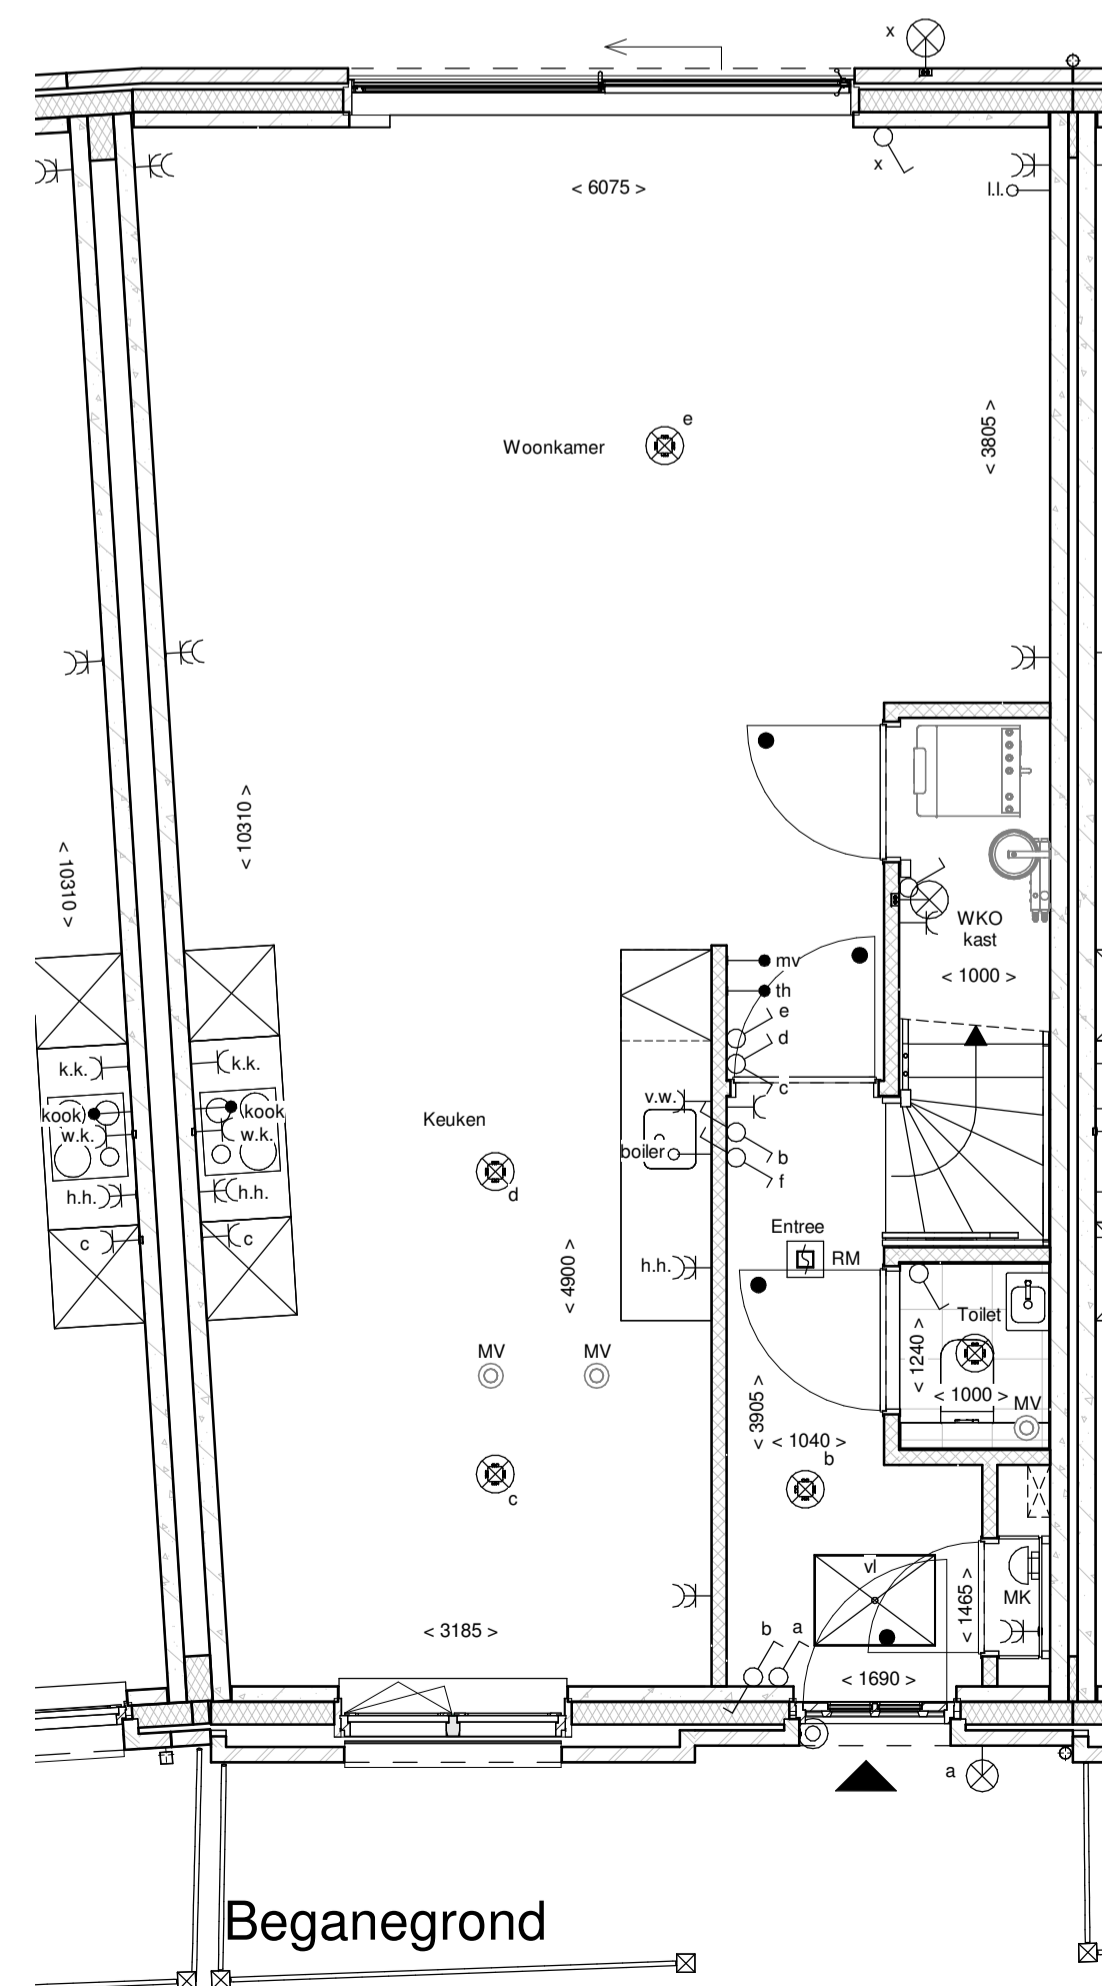 x
x
< 6075 >
l.l.
e
Woonkamer
< 3805 >
< 10310 >
< 10310 >
WKO
kast
< 1000 >
mv
th
e
d
c
k.k.
k.k.
kook
kook
w.k.
w.k.
v.w.
Keuken
boiler
b
f
h.h.
h.h.
d
c
c
Entree
RM
h.h.
< 4900 >
Toilet
< 1240 >
< 1000 >
MV
MV
MV
< 3905 >
< 1040 >
b
c
vl
MK
< 1465 >
< 3185 >
b
a
< 1690 >
a
Beganegrond